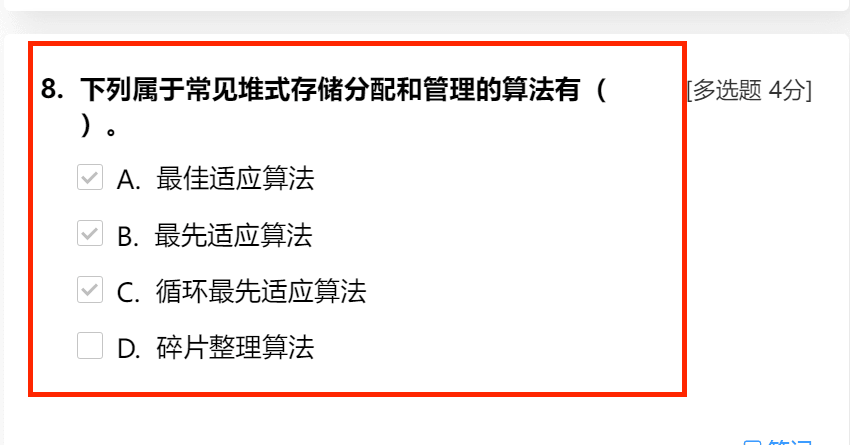 8. 下列属于常见堆式存储分配和管理的算法有（ [多选题 4分]
）。
A. 最佳适应算法
B. 最先适应算法
C. 循环最先适应算法
D. 碎片整理算法